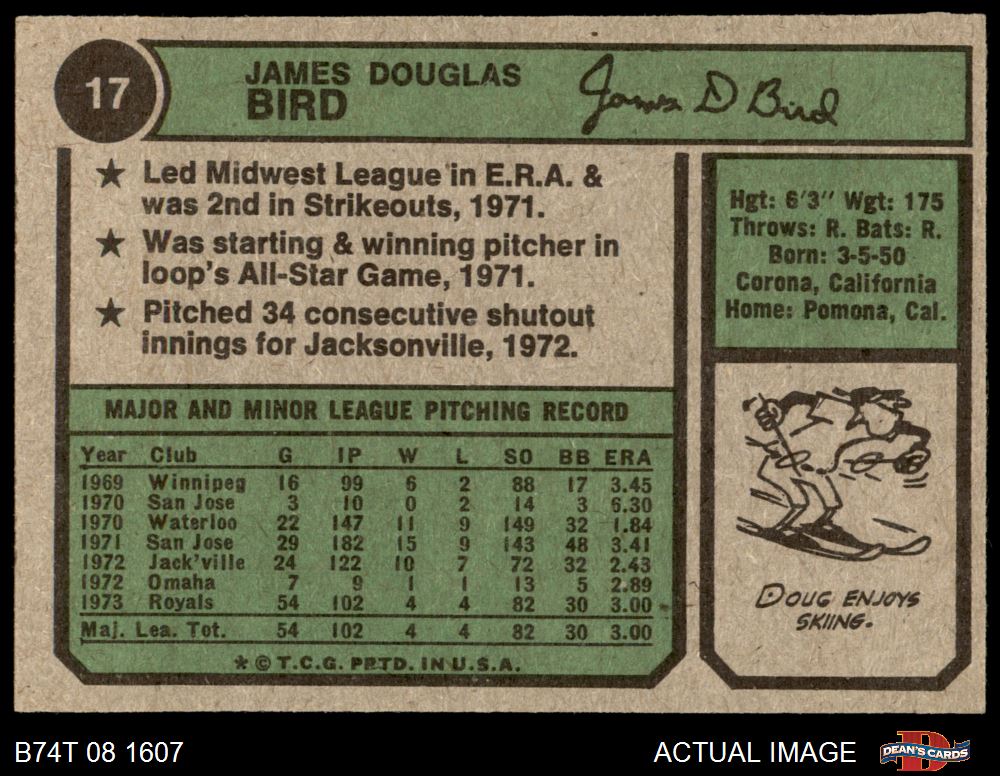 17
JAMES DOUGLAS
BIRD
James D Bird
★ Led Midwest League in E.R.A. &
was 2nd in Strikeouts, 1971.
★ Was starting & winning pitcher in
loop's All-Star Game, 1971.
★ Pitched 34 consecutive shutout
innings for Jacksonville, 1972.
Hgt: 6'3" Wgt: 175
Throws: R. Bats: R.
Born: 3-5-50
Corona, California
Home: Pomona, Cal.
MAJOR AND MINOR LEAGUE PITCHING RECORD
Year Club G IP W L SO BB ERA
1969 Winnipeg 16 99 6 2 88 17 3.45
1970 San Jose 3 10 0 2 14 3 6.30
1970 Waterloo 22 147 11 9 149 32 1.84
1971 San Jose 29 182 15 9 143 48 3.41
1972 Jack'ville 24 122 10 7 72 32 2.43
1972 Omaha 7 9 1 1 13 5 2.89
1973 Royals 54 102 4 4 82 30 3.00
Maj. Lea. Tot. 54 102 4 4 82 30 3.00
* © T.C.G. PRTD. IN U.S.A.
DOUG ENJOYS
SKIING.
B74T 08 1607
ACTUAL IMAGE
DEAN'S CARDS